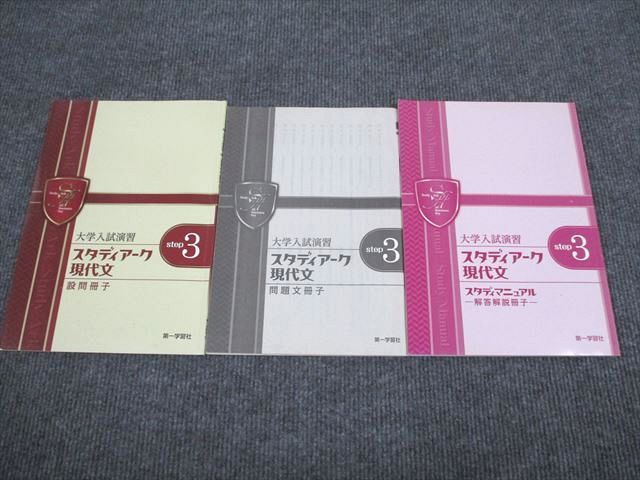 大学入試演習
step 3
スタディアーク
現代文
設問冊子
第一学習社
大学入試演習
step 3
スタディアーク
現代文
問題文冊子
第一学習社
Study Manual
大学入試演習
step 3
スタディアーク
現代文
スタディマニュアル
―解答解説冊子―
第一学習社